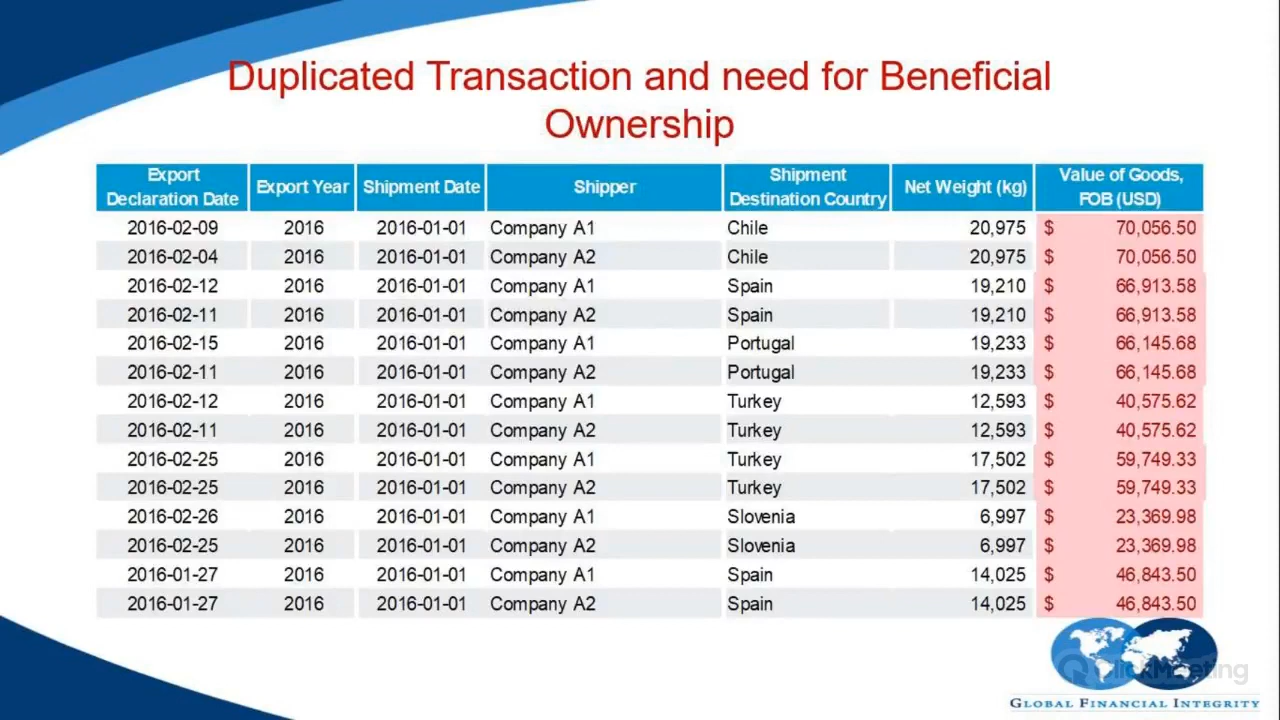 Duplicated Transaction and need for Beneficial
Ownership
Export Declaration Date Export Year Shipment Date Shipper Shipment Destination Country Net Weight (kg) Value of Goods, FOB (USD)
2016-02-09 2016 2016-01-01 Company A1 Chile 20,975 $ 70,056.50
2016-02-04 2016 2016-01-01 Company A2 Chile 20,975 $ 70,056.50
2016-02-12 2016 2016-01-01 Company A1 Spain 19,210 $ 66,913.58
2016-02-11 2016 2016-01-01 Company A2 Spain 19,210 $ 66,913.58
2016-02-15 2016 2016-01-01 Company A1 Portugal 19,233 $ 66,145.68
2016-02-11 2016 2016-01-01 Company A2 Portugal 19,233 $ 66,145.68
2016-02-12 2016 2016-01-01 Company A1 Turkey 12,593 $ 40,575.62
2016-02-11 2016 2016-01-01 Company A2 Turkey 12,593 $ 40,575.62
2016-02-25 2016 2016-01-01 Company A1 Turkey 17,502 $ 59,749.33
2016-02-25 2016 2016-01-01 Company A2 Turkey 17,502 $ 59,749.33
2016-02-26 2016 2016-01-01 Company A1 Slovenia 6,997 $ 23,369.98
2016-02-25 2016 2016-01-01 Company A2 Slovenia 6,997 $ 23,369.98
2016-01-27 2016 2016-01-01 Company A1 Spain 14,025 $ 46,843.50
2016-01-27 2016 2016-01-01 Company A2 Spain 14,025 $ 46,843.50
ClickMeeting
GLOBAL FINANCIAL INTEGRITY